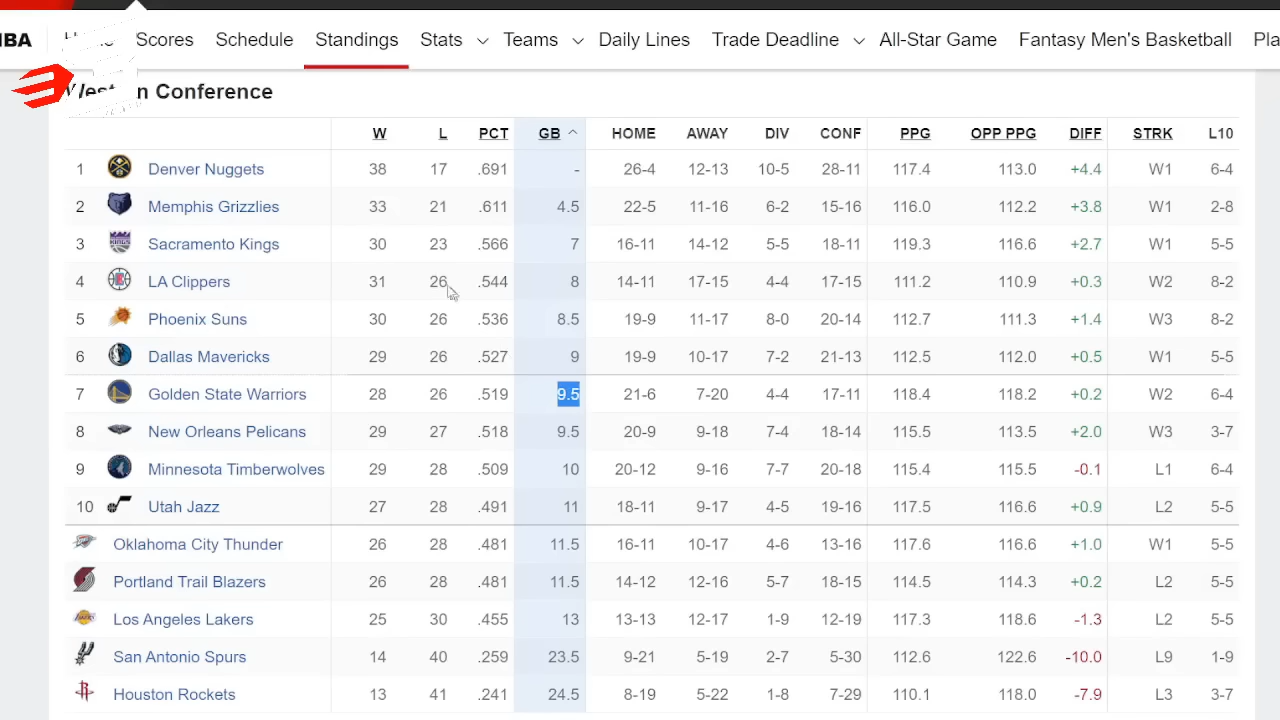 NBA Home Scores Schedule Standings Stats Teams Daily Lines Trade Deadline All-Star Game Fantasy Men's Basketball
Western Conference
W L PCT GB HOME AWAY DIV CONF PPG OPP PPG DIFF STRK L10
1 Denver Nuggets 38 17 .691 - 26-4 12-13 10-5 28-11 117.4 113.0 +4.4 W1 6-4
2 Memphis Grizzlies 33 21 .611 4.5 22-5 11-16 6-2 15-16 116.0 112.2 +3.8 W1 2-8
3 Sacramento Kings 30 23 .566 7 16-11 14-12 5-5 18-11 119.3 116.6 +2.7 W1 5-5
4 LA Clippers 31 26 .544 8 14-11 17-15 4-4 17-15 111.2 110.9 +0.3 W2 8-2
5 Phoenix Suns 30 26 .536 8.5 19-9 11-17 8-0 20-14 112.7 111.3 +1.4 W3 8-2
6 Dallas Mavericks 29 26 .527 9 19-9 10-17 7-2 21-13 112.5 112.0 +0.5 W1 5-5
7 Golden State Warriors 28 26 .519 9.5 21-6 7-20 4-4 17-11 118.4 118.2 +0.2 W2 6-4
8 New Orleans Pelicans 29 27 .518 9.5 20-9 9-18 7-4 18-14 115.5 113.5 +2.0 W3 3-7
9 Minnesota Timberwolves 29 28 .509 10 20-12 9-16 7-7 20-18 115.4 115.5 -0.1 L1 6-4
10 Utah Jazz 27 28 .491 11 18-11 9-17 4-5 19-16 117.5 116.6 +0.9 L2 5-5
Oklahoma City Thunder 26 28 .481 11.5 16-11 10-17 4-6 13-16 117.6 116.6 +1.0 W1 5-5
Portland Trail Blazers 26 28 .481 11.5 14-12 12-16 5-7 18-15 114.5 114.3 +0.2 L2 5-5
Los Angeles Lakers 25 30 .455 13 13-13 12-17 1-9 12-19 117.3 118.6 -1.3 L2 5-5
San Antonio Spurs 14 40 .259 23.5 9-21 5-19 2-7 5-30 112.6 122.6 -10.0 L9 1-9
Houston Rockets 13 41 .241 24.5 8-19 5-22 1-8 7-29 110.1 118.0 -7.9 L3 3-7